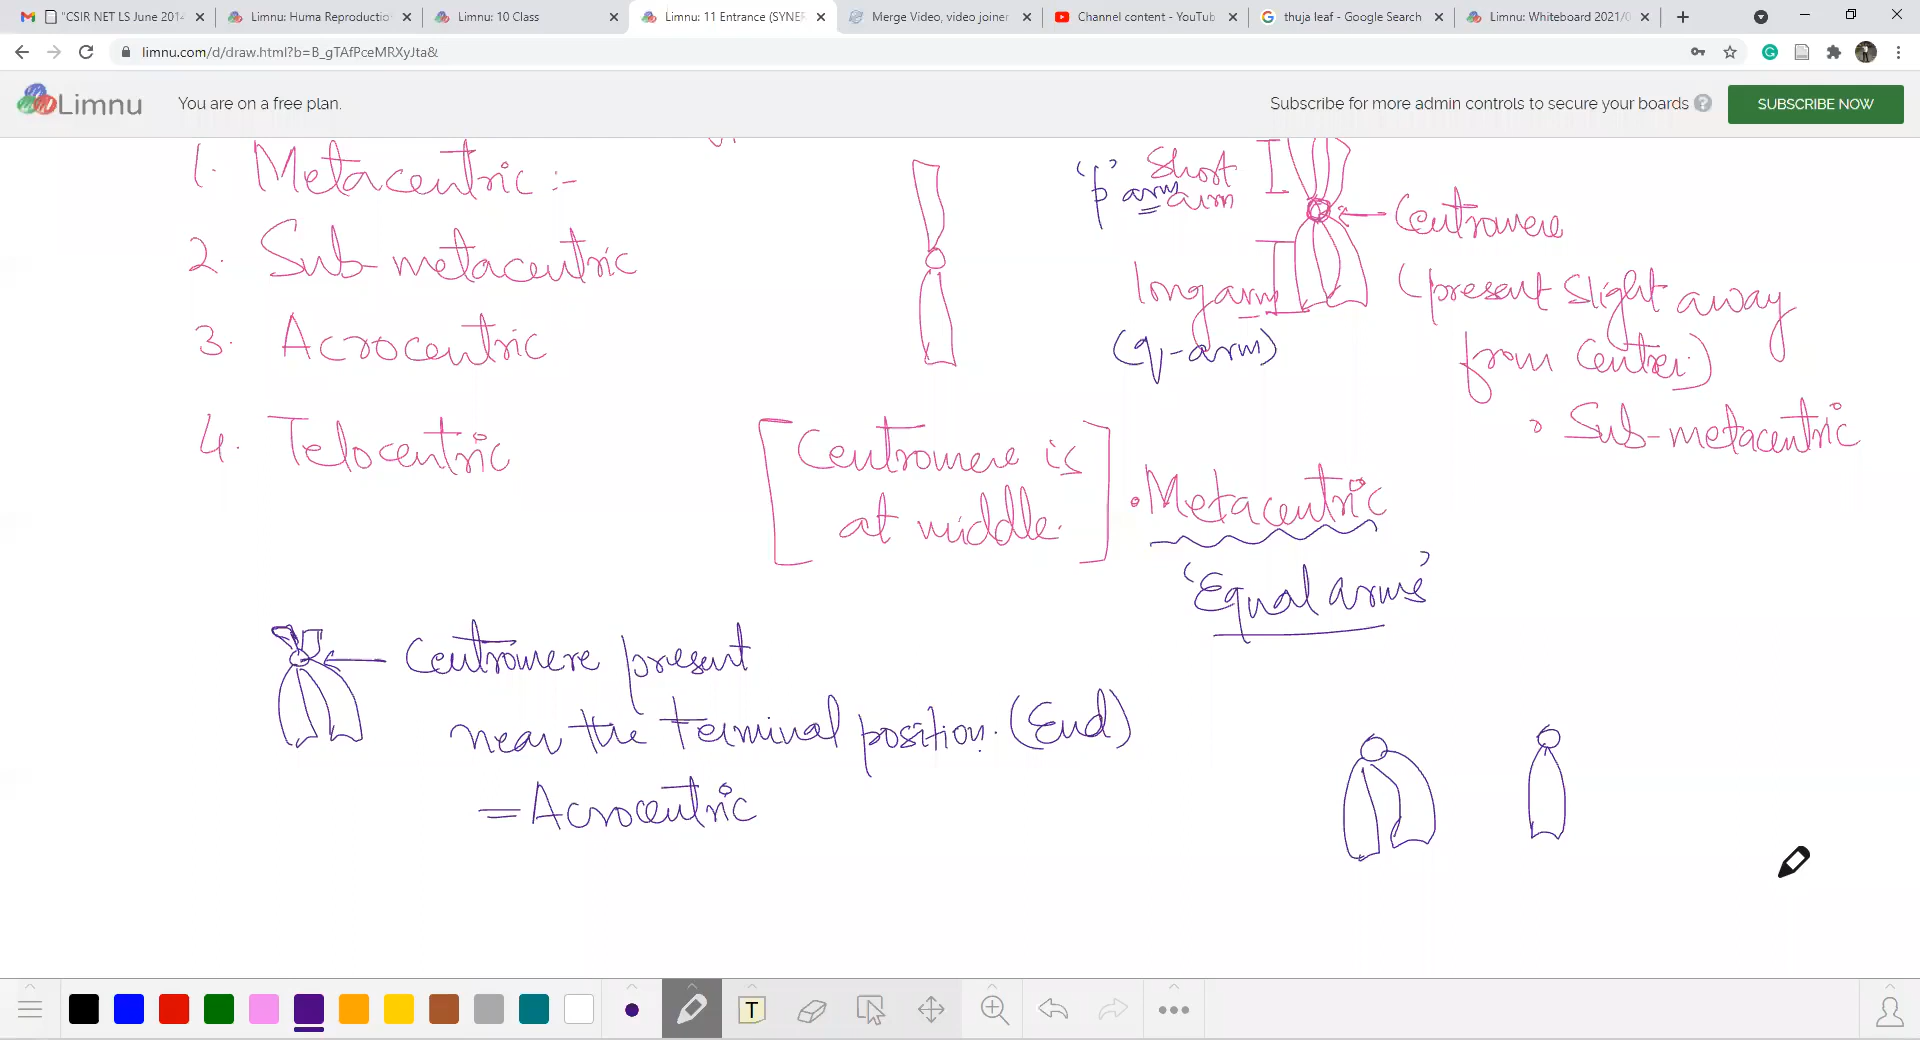 "CSIR NET LS June 2014
Limnu: Huma Reproductio
Limnu: 10 Class
Limnu: 11 Entrance (SYNER
Merge Video, video joiner
Channel content - YouTub
thuja leaf - Google Search
Limnu: Whiteboard 2021/0
limnu.com/d/draw.html?b=B_gTAfPceMRXyJta&
Limnu
You are on a free plan.
Subscribe for more admin controls to secure your boards
SUBSCRIBE NOW
1. Metacentric :-
2. Sub-metacentric
3. Acrocentric
4. Telocentric
'p' arm
Short
arm
Centromere
long arm
(q-arm)
(present slight away
from center)
Sub-metacentric
[Centromere is
at middle.]
• Metacentric
'Equal arms'
Centromere present
near the terminal position. (End)
= Acrocentric
T